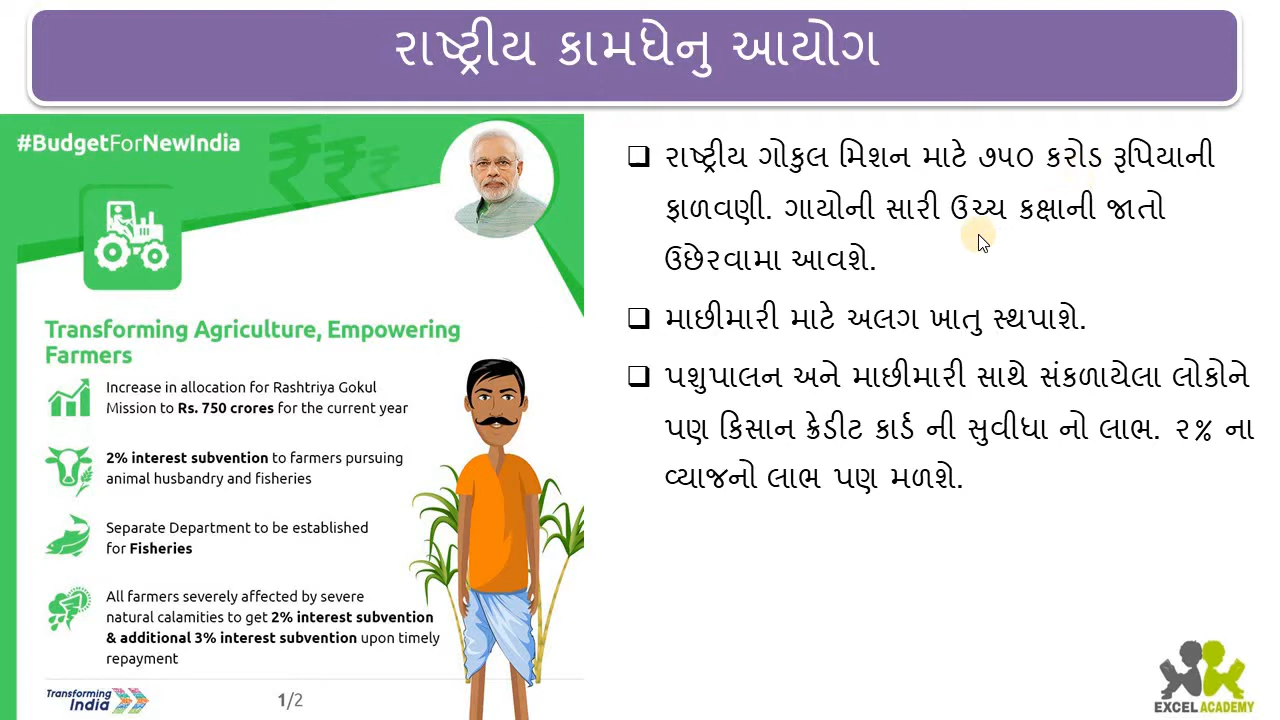 રાષ્ટ્રીય કામધેનુ આયોગ
#BudgetForNewIndia
Transforming Agriculture, Empowering
Farmers
Increase in allocation for Rashtriya Gokul
Mission to Rs. 750 crores for the current year
2% interest subvention to farmers pursuing
animal husbandry and fisheries
Separate Department to be established
for Fisheries
All farmers severely affected by severe
natural calamities to get 2% interest subvention
& additional 3% interest subvention upon timely
repayment
Transforming
India
1/2
❑ રાષ્ટ્રીય ગોકુલ મિશન માટે ૭૫૦ કરોડ રૂપિયાની
ફાળવણી. ગાયોની સારી ઉચ્ચ કક્ષાની જાતો
ઉછેરવામા આવશે.
❑ માછીમારી માટે અલગ ખાતુ સ્થપાશે.
❑ પશુપાલન અને માછીમારી સાથે સંકળાયેલા લોકોને
પણ કિસાન ક્રેડીટ કાર્ડ ની સુવીધા નો લાભ. ૨% ના
વ્યાજનો લાભ પણ મળશે.
EXCEL ACADEMY